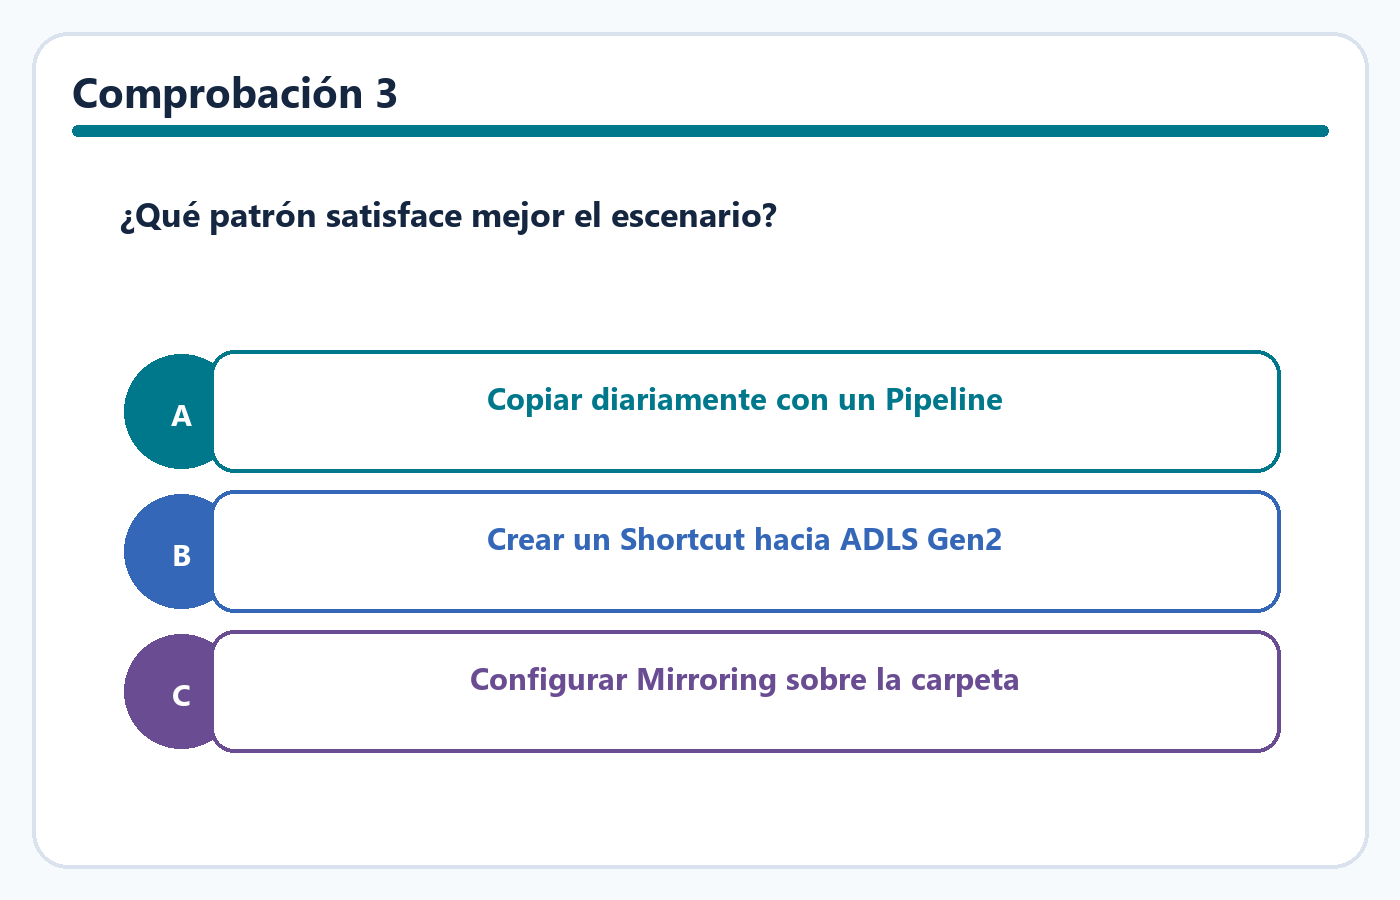 Comprobación 3
¿Qué patrón satisface mejor el escenario?
A
Copiar diariamente con un Pipeline
B
Crear un Shortcut hacia ADLS Gen2
C
Configurar Mirroring sobre la carpeta